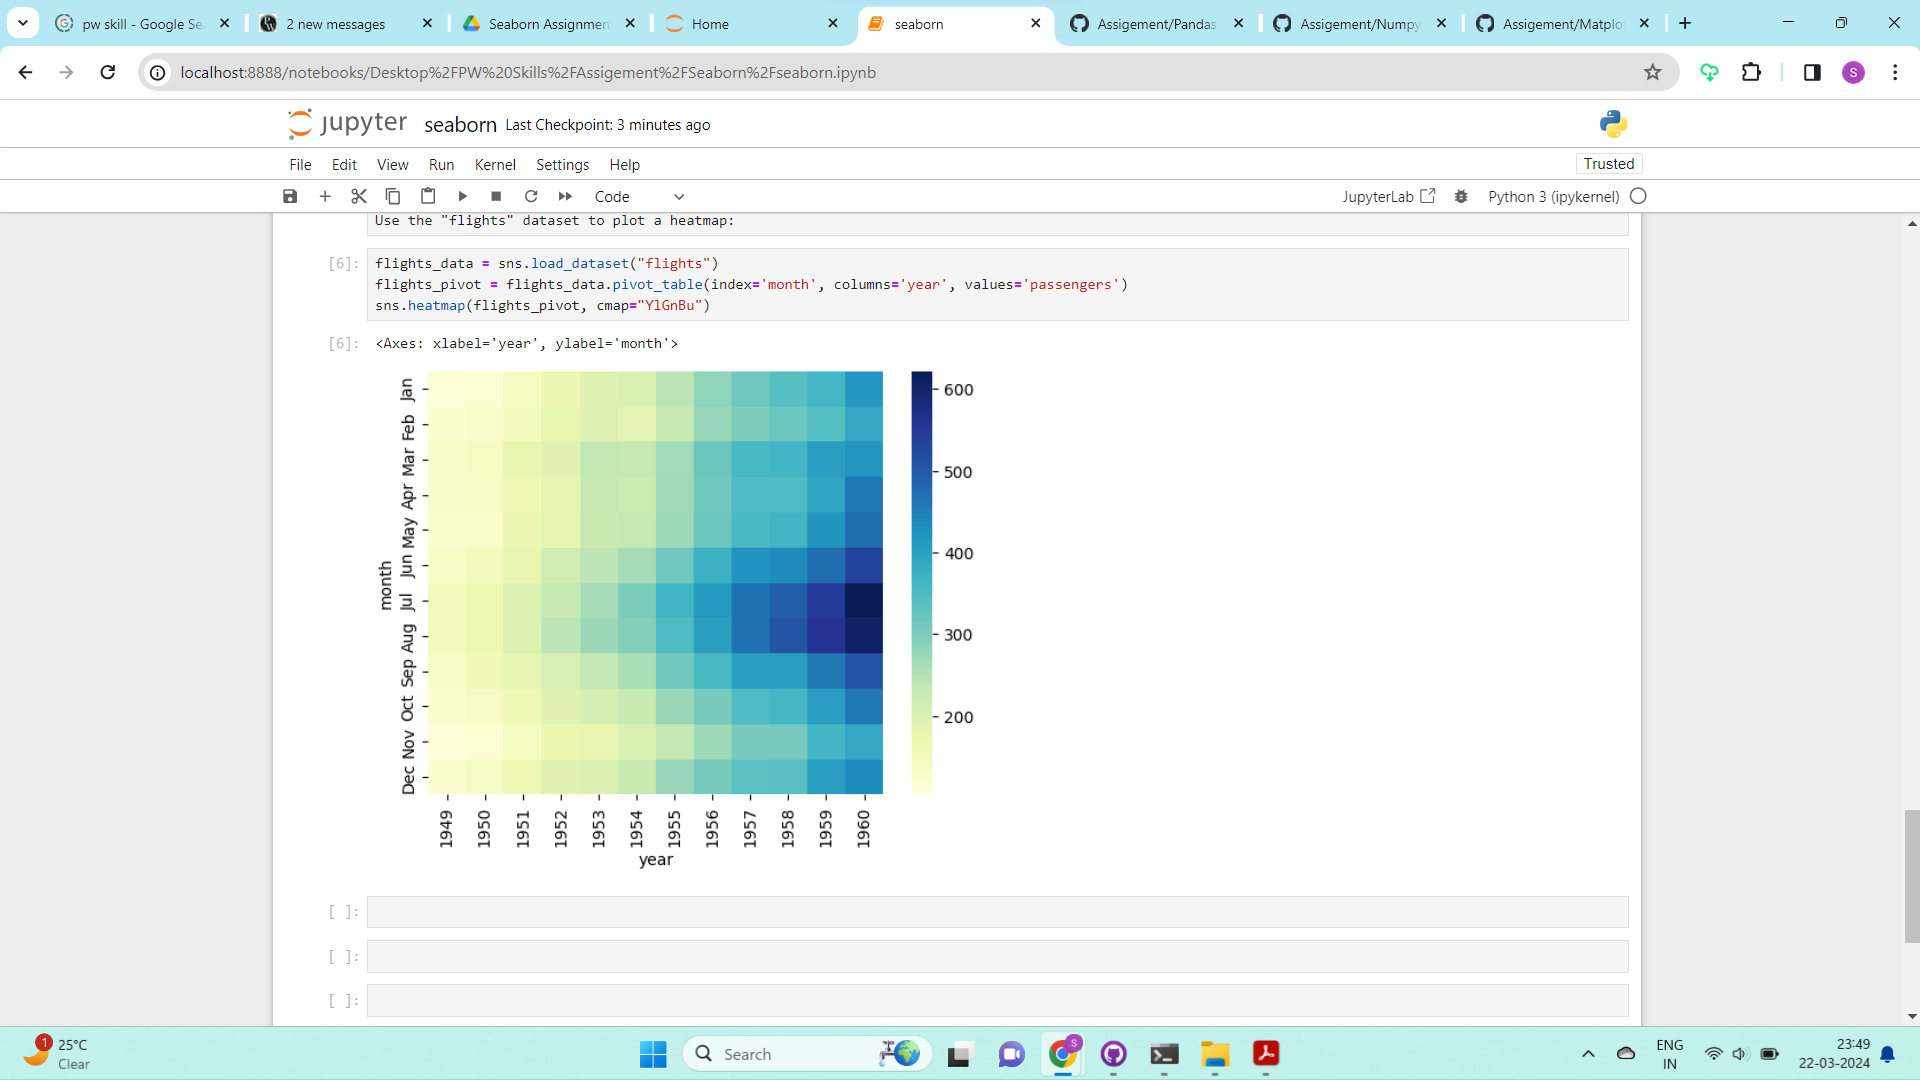 pw skill - Google Se
2 new messages
Seaborn Assignmen
Home
seaborn
Assigement/Pandas
Assigement/Numpy
Assigement/Matplo
localhost:8888/notebooks/Desktop%2FPW%20Skills%2FAssigement%2FSeaborn%2Fseaborn.ipynb
S
jupyter seaborn Last Checkpoint: 3 minutes ago
File Edit View Run Kernel Settings Help
Trusted
Code
JupyterLab
Python 3 (ipykernel)
Use the "flights" dataset to plot a heatmap:
[6]: flights_data = sns.load_dataset("flights")
flights_pivot = flights_data.pivot_table(index='month', columns='year', values='passengers')
sns.heatmap(flights_pivot, cmap="YlGnBu")
[6]: <Axes: xlabel='year', ylabel='month'>
month
Jan
Feb
Mar
Apr
May
Jun
Jul
Aug
Sep
Oct
Nov
Dec
1949 1950 1951 1952 1953 1954 1955 1956 1957 1958 1959 1960
year
600
500
400
300
200
[ ]:
[ ]:
[ ]:
1
25°C
Clear
Search
S
ENG
IN
23:49
22-03-2024